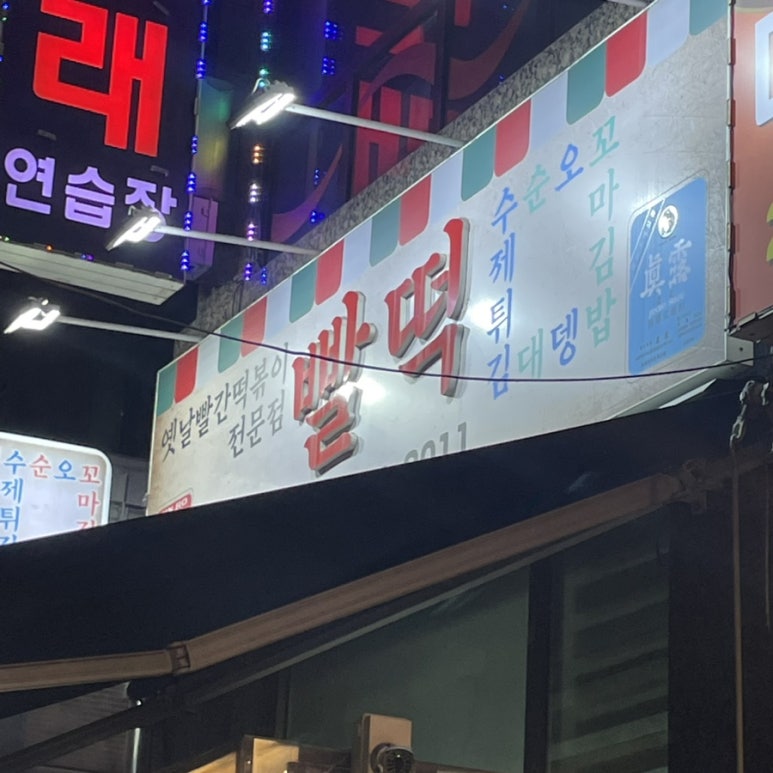 래
연습장
옛날빨간떡볶이
전문점
빨떡
2011
수제튀김
순대
오뎅
꼬마김밥
眞露
수순오꼬
제 마
튀